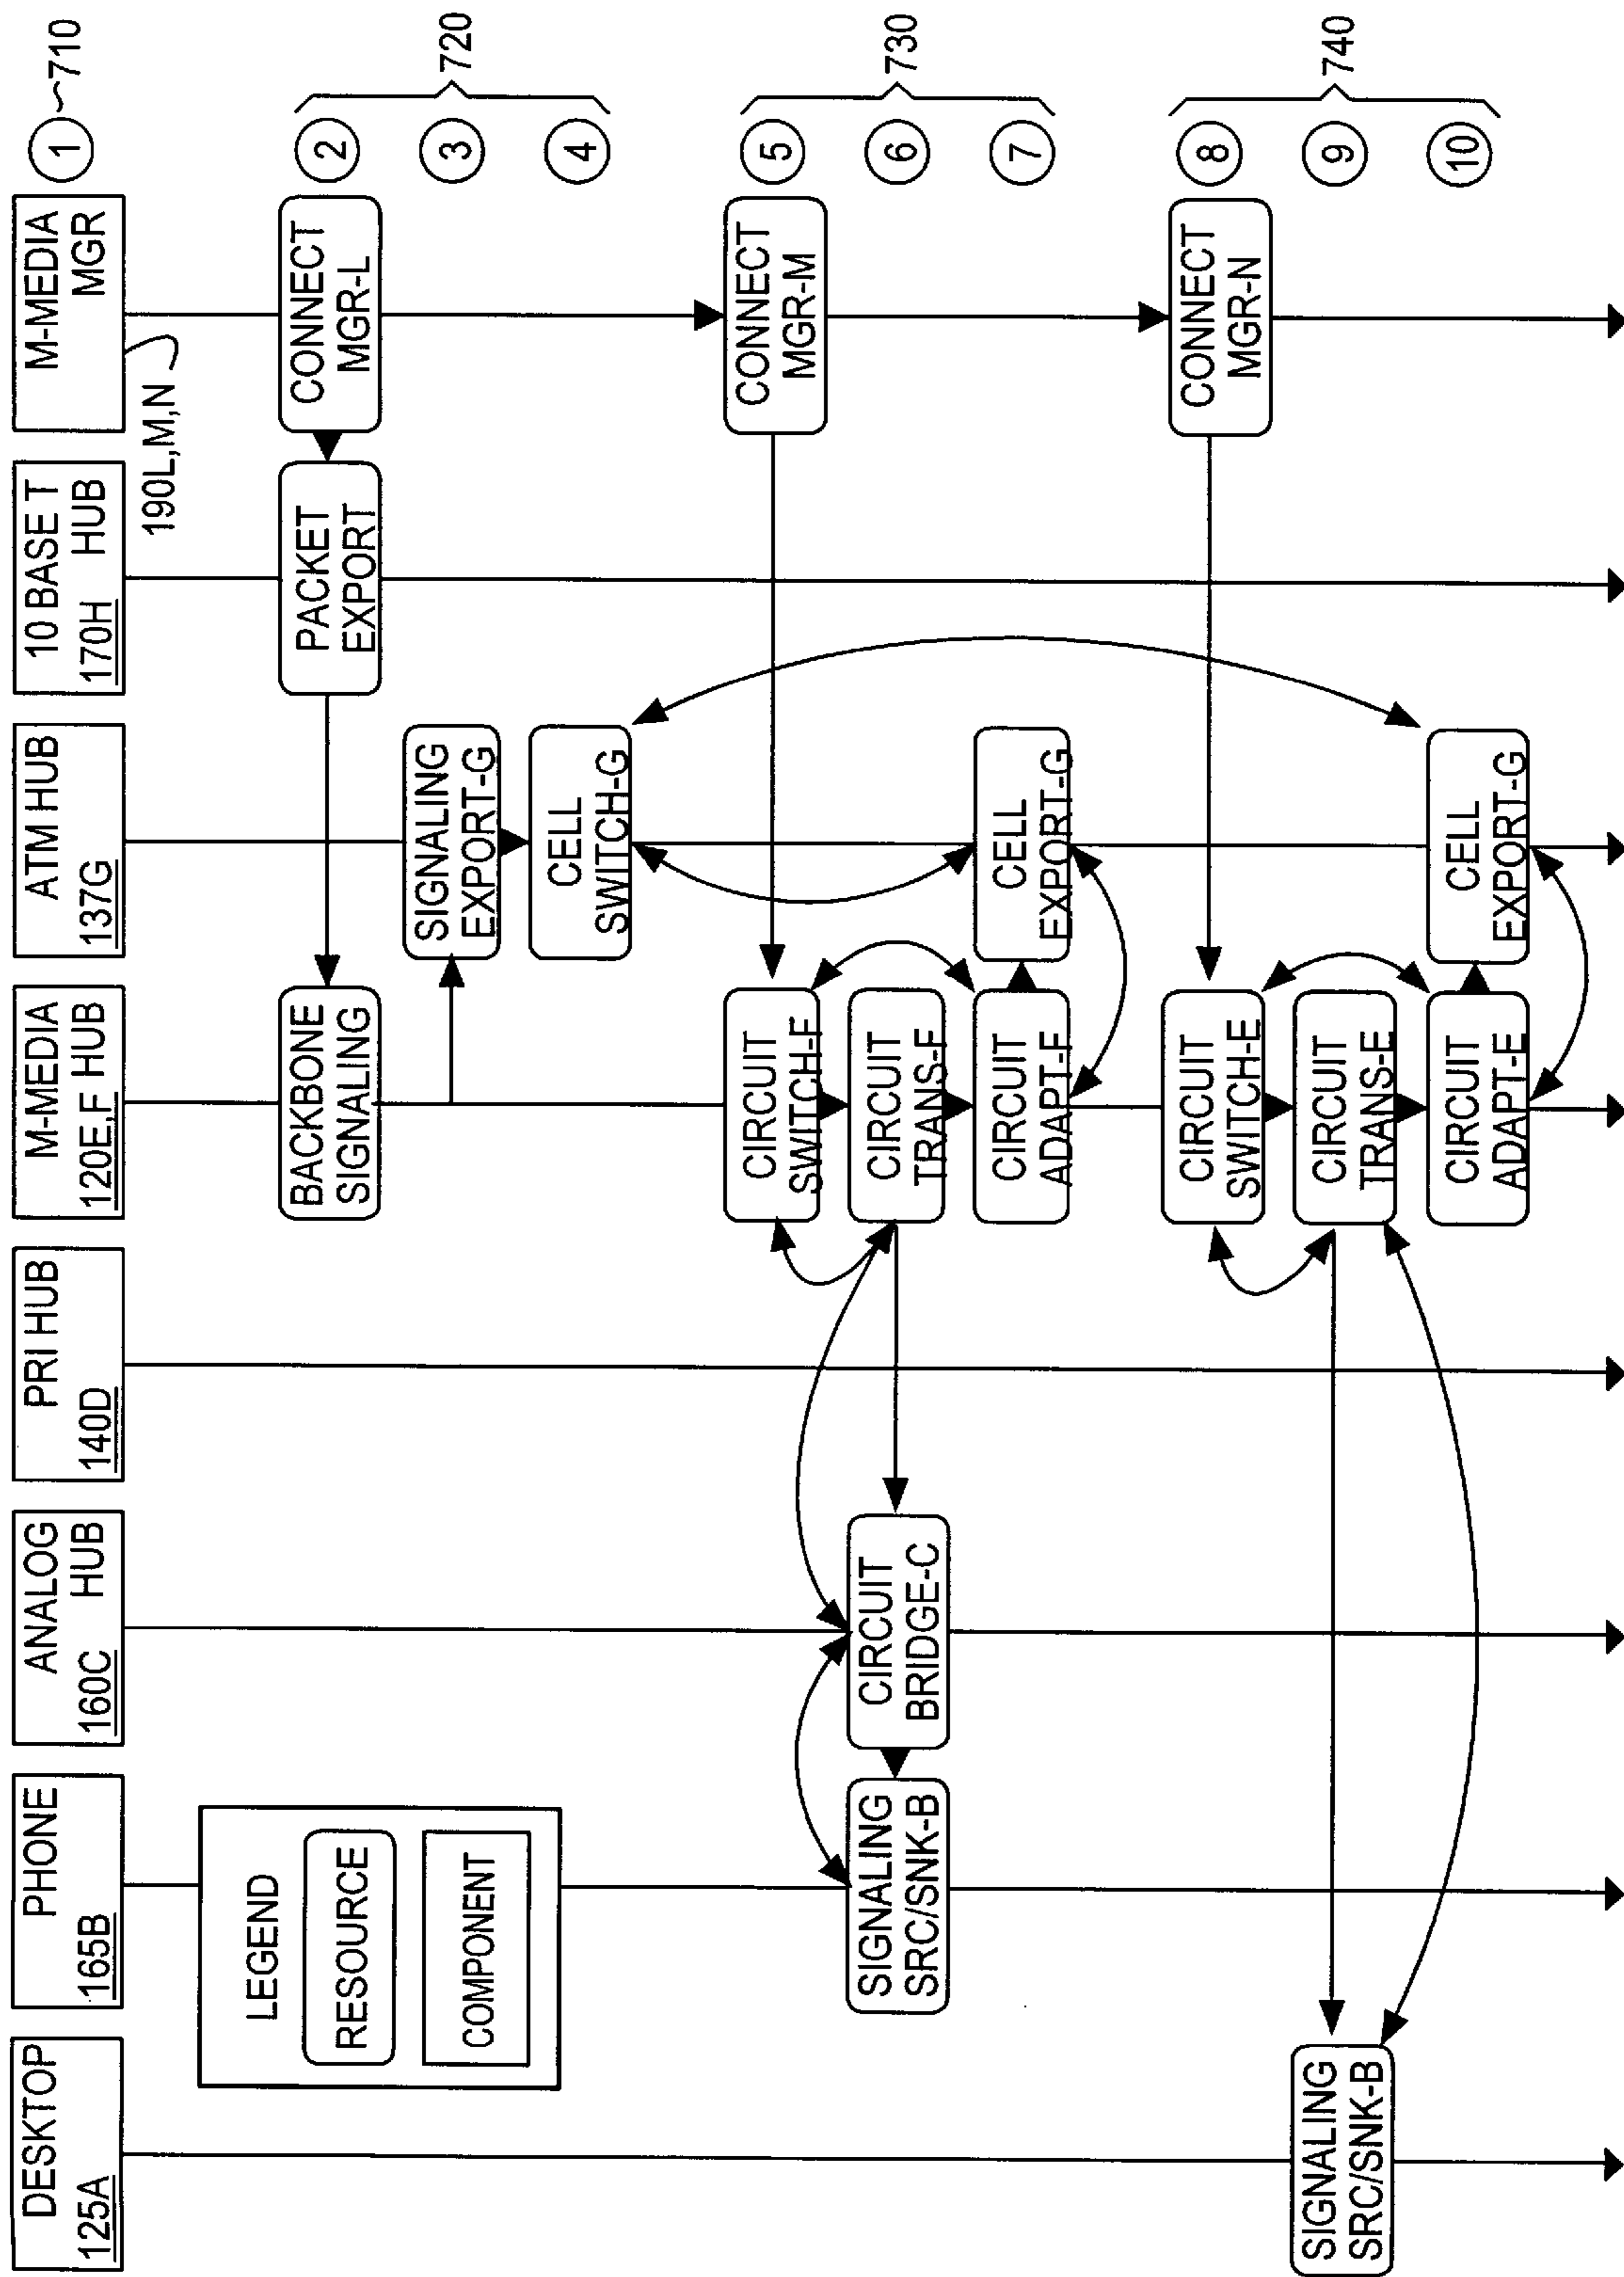 DESKTOP
125A
PHONE
165B
ANALOG
160C HUB
PRI HUB
140D
M-MEDIA
120E,F HUB
ATM HUB
137G
10 BASE T
170H HUB
M-MEDIA
MGR
190L,M,N
1
710
LEGEND
RESOURCE
COMPONENT
BACKBONE
SIGNALING
PACKET
EXPORT
CONNECT
MGR-L
2
SIGNALING
EXPORT-G
3
720
CELL
SWITCH-G
4
CIRCUIT
SWITCH-F
CONNECT
MGR-M
5
SIGNALING
SRC/SNK-B
CIRCUIT
BRIDGE-C
CIRCUIT
TRANS-F
6
730
CIRCUIT
ADAPT-F
CELL
EXPORT-G
7
CIRCUIT
SWITCH-E
CONNECT
MGR-N
8
SIGNALING
SRC/SNK-B
CIRCUIT
TRANS-E
9
740
CIRCUIT
ADAPT-E
CELL
EXPORT-G
10